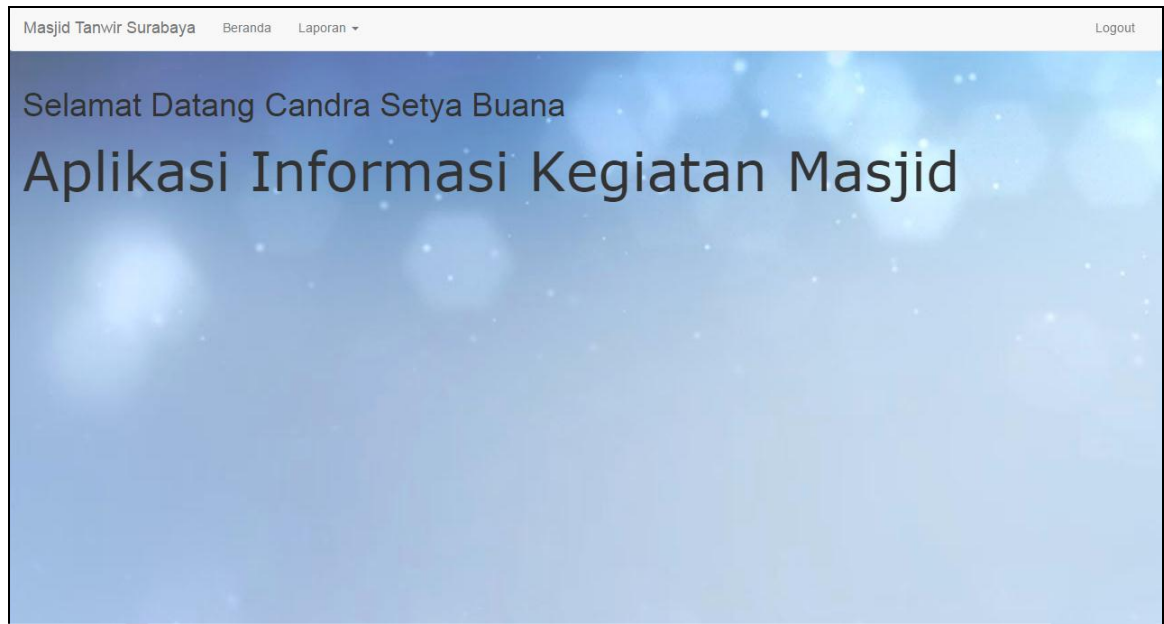 Masjid Tanwir Surabaya Beranda Laporan Logout
Selamat Datang Candra Setya Buana
Aplikasi Informasi Kegiatan Masjid